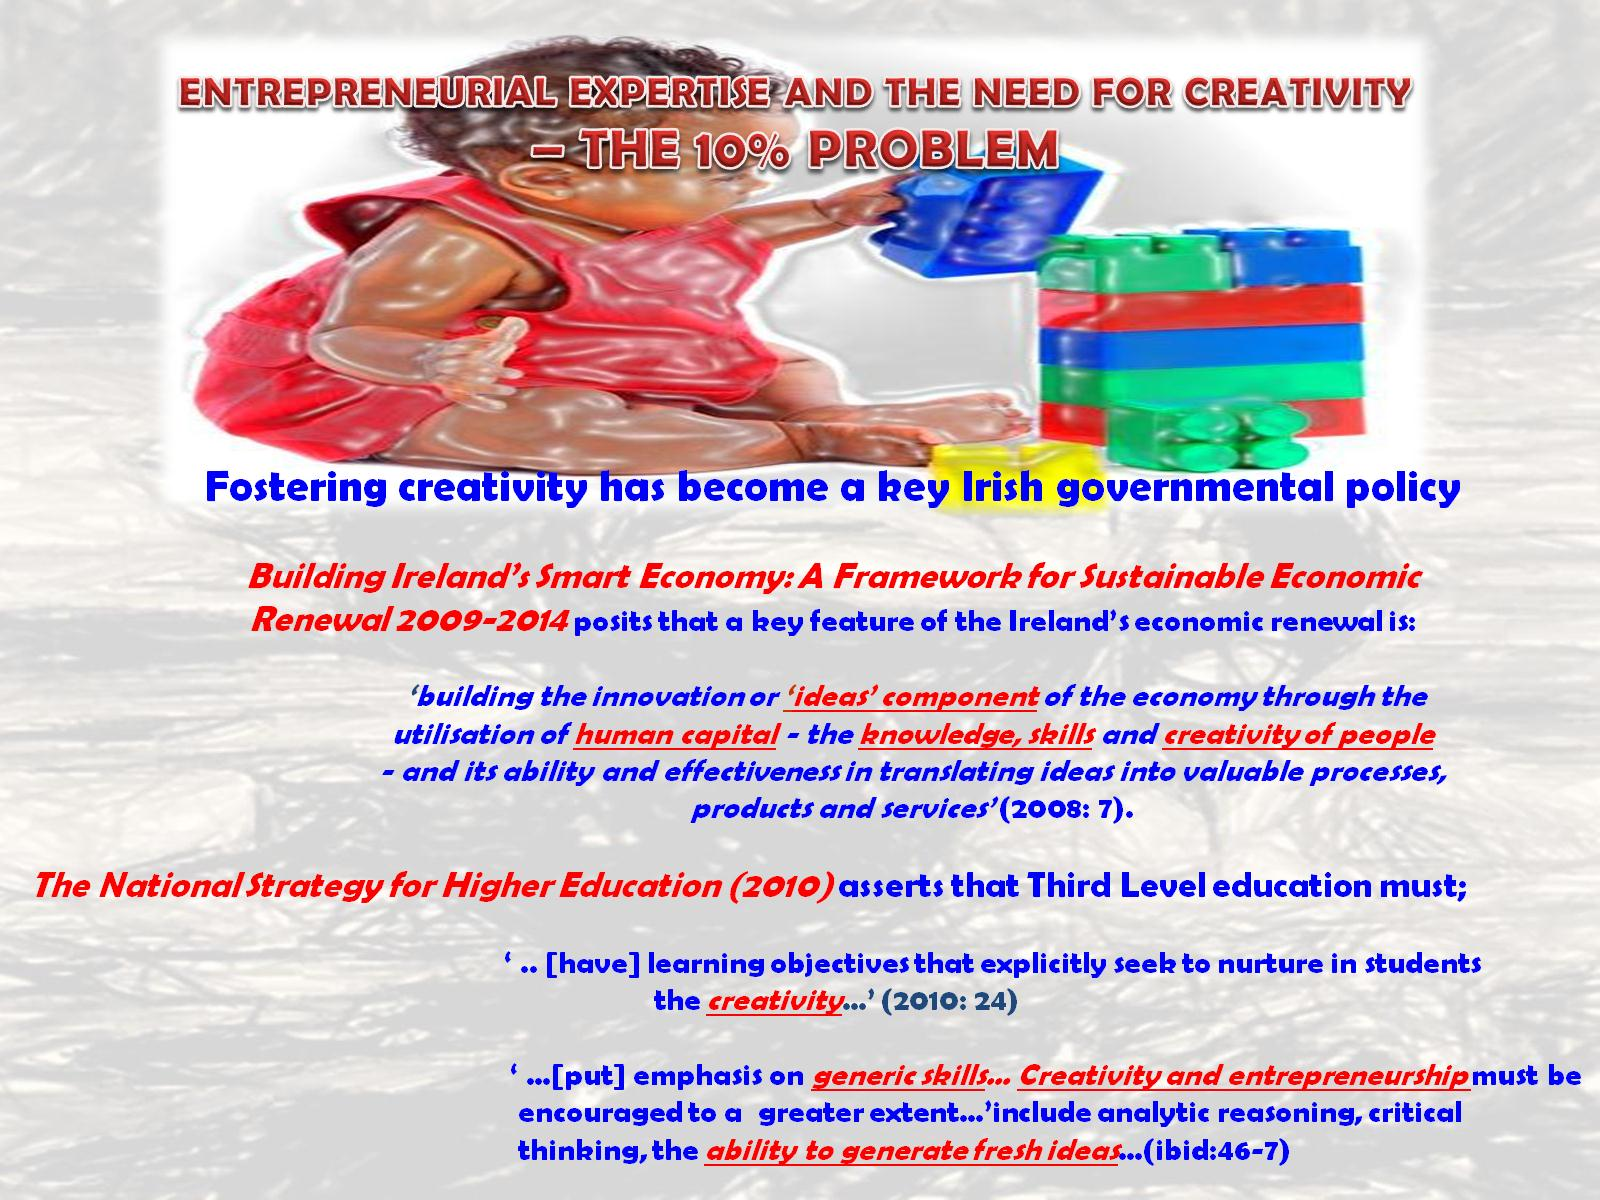 ENTREPRENEURIAL EXPERTISE AND THE NEED FOR CREATIVITY
– THE 10% PROBLEM
Fostering creativity has become a key Irish governmental policy
Building Ireland’s Smart Economy: A Framework for Sustainable Economic
Renewal 2009-2014 posits that a key feature of the Ireland’s economic renewal is:
‘building the innovation or ‘ideas’ component of the economy through the
utilisation of human capital - the knowledge, skills and creativity of people
- and its ability and effectiveness in translating ideas into valuable processes,
products and services’ (2008: 7).
The National Strategy for Higher Education (2010) asserts that Third Level education must;
‘ .. [have] learning objectives that explicitly seek to nurture in students
the creativity...’ (2010: 24)
‘ ...[put] emphasis on generic skills... Creativity and entrepreneurship must be
encouraged to a greater extent...’include analytic reasoning, critical
thinking, the ability to generate fresh ideas...(ibid:46-7)